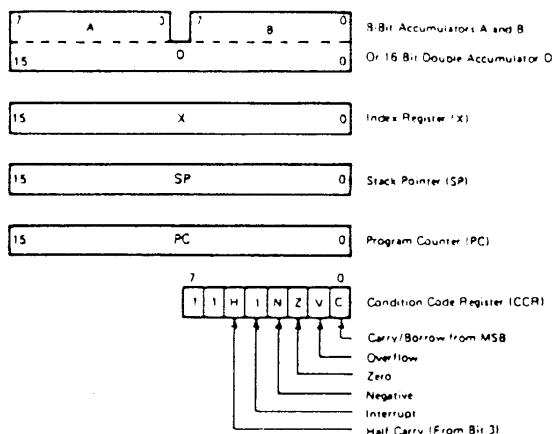 7 A 0 7 B 0 8-Bit Accumulators A and B
15 D 0 Or 16 Bit Double Accumulator D
15 X 0 Index Register (X)
15 SP 0 Stack Pointer (SP)
15 PC 0 Program Counter (PC)
7 0
1 1 H I N Z V C Condition Code Register (CCR)
Carry/Borrow from MSB
Overflow
Zero
Negative
Interrupt
Half Carry (From Bit 3)